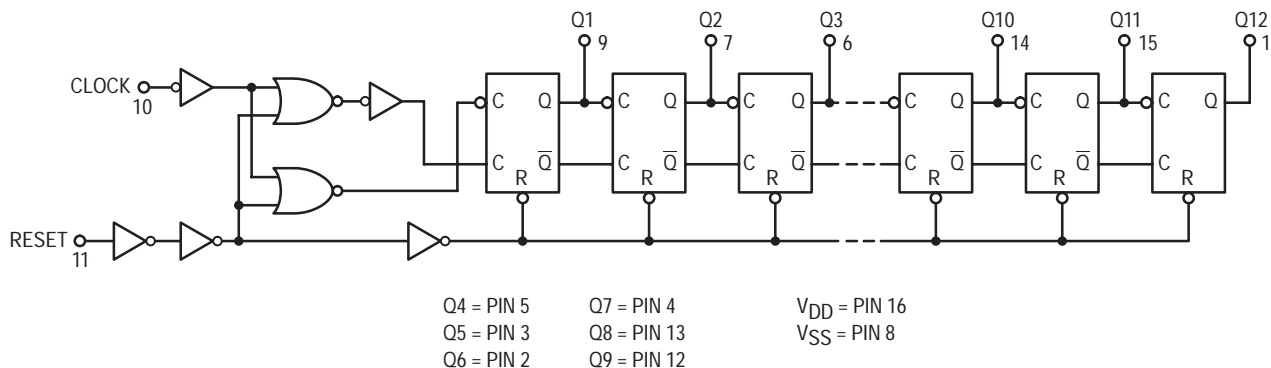 Q1 Q2 Q3 Q10 Q11 Q12
9 7 6 14 15 1
CLOCK
10
C Q C Q C Q C Q C Q C Q
C Q̅ C Q̅ C Q̅ C Q̅ C Q̅ C
R R R R R R
RESET
11
Q4 = PIN 5 Q7 = PIN 4 VDD = PIN 16
Q5 = PIN 3 Q8 = PIN 13 VSS = PIN 8
Q6 = PIN 2 Q9 = PIN 12